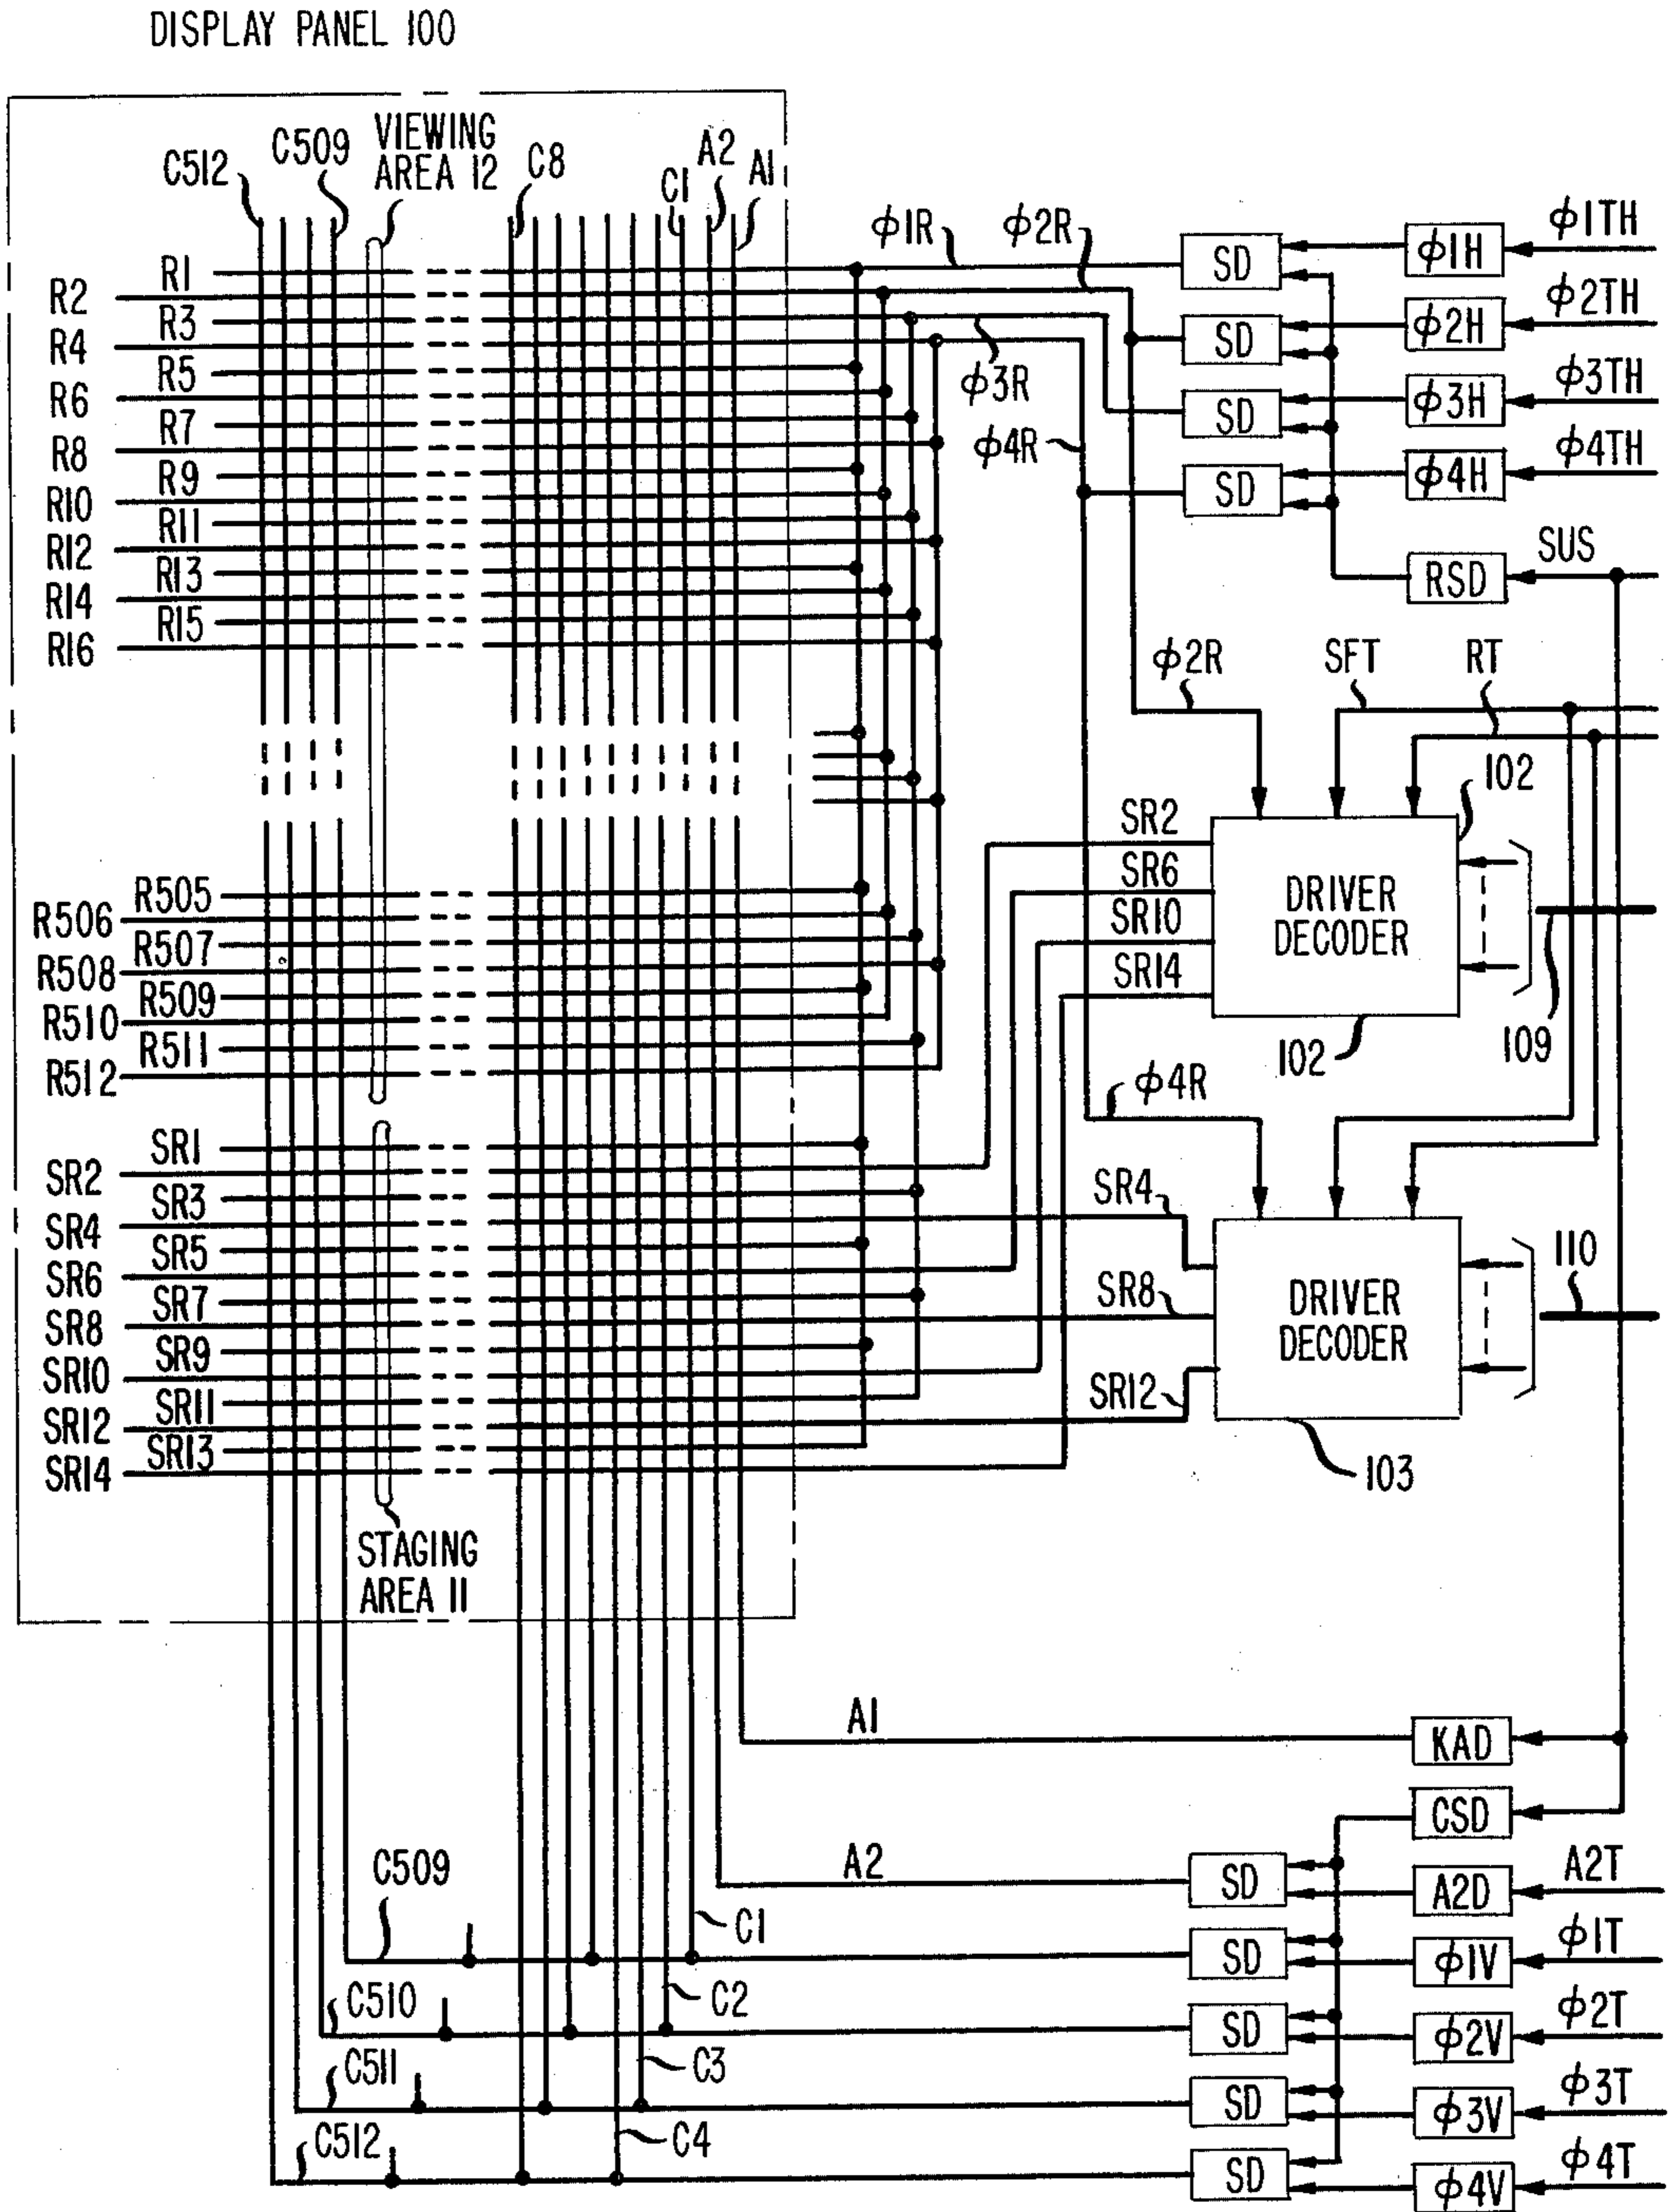 DISPLAY PANEL 100
C512
C509
VIEWING
AREA 12
C8
C1
A2
A1
R1
R2
R3
R4
R5
R6
R7
R8
R9
R10
R11
R12
R13
R14
R15
R16
ϕ1R
ϕ2R
ϕ3R
ϕ4R
SD
ϕ1H
ϕ1TH
SD
ϕ2H
ϕ2TH
SD
ϕ3H
ϕ3TH
SD
ϕ4H
ϕ4TH
RSD
SUS
ϕ2R
SFT
RT
102
SR2
SR6
SR10
SR14
DRIVER
DECODER
102
109
R505
R506
R507
R508
R509
R510
R511
R512
ϕ4R
SR1
SR2
SR3
SR4
SR5
SR6
SR7
SR8
SR9
SR10
SR11
SR12
SR13
SR14
SR4
SR8
SR12
DRIVER
DECODER
110
103
STAGING
AREA 11
A1
KAD
CSD
A2
SD
A2D
A2T
C509
C1
SD
ϕ1V
ϕ1T
C510
C2
SD
ϕ2V
ϕ2T
C511
C3
SD
ϕ3V
ϕ3T
C512
C4
SD
ϕ4V
ϕ4T